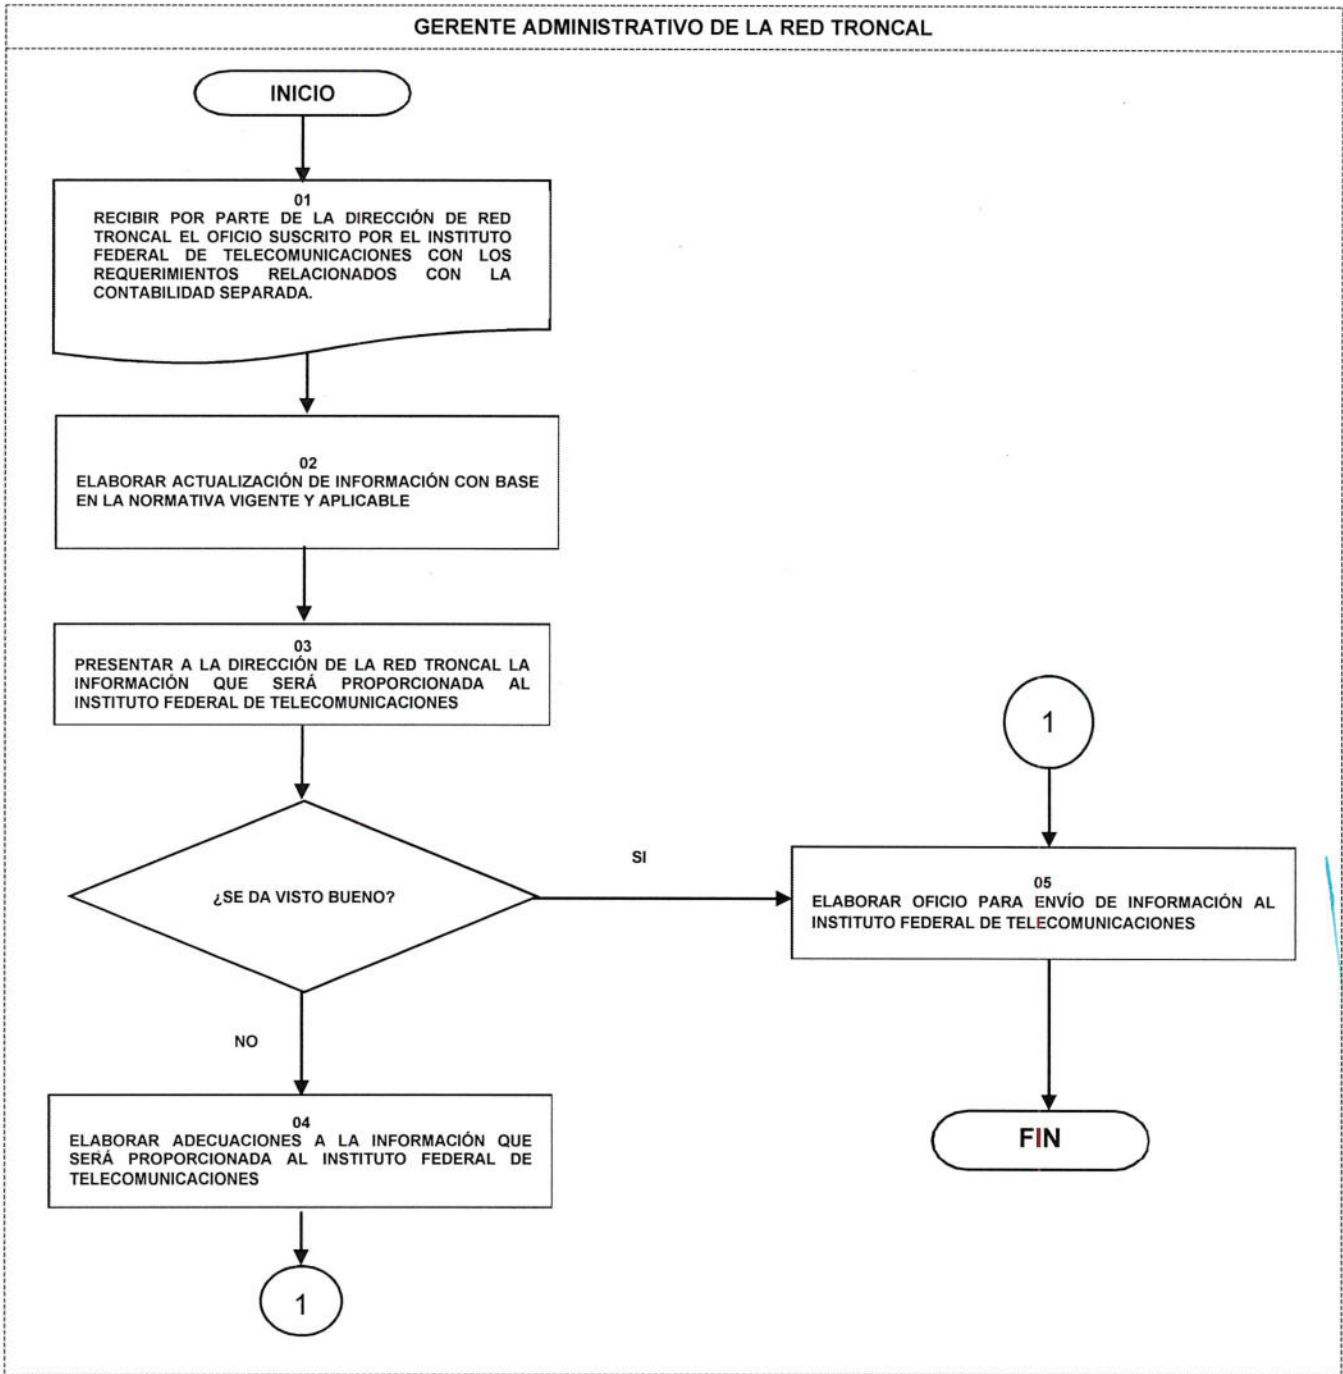 GERENTE ADMINISTRATIVO DE LA RED TRONCAL
INICIO
01
RECIBIR POR PARTE DE LA DIRECCIÓN DE RED
TRONCAL EL OFICIO SUSCRITO POR EL INSTITUTO
FEDERAL DE TELECOMUNICACIONES CON LOS
REQUERIMIENTOS RELACIONADOS CON LA
CONTABILIDAD SEPARADA.
02
ELABORAR ACTUALIZACIÓN DE INFORMACIÓN CON BASE
EN LA NORMATIVA VIGENTE Y APLICABLE
03
PRESENTAR A LA DIRECCIÓN DE LA RED TRONCAL LA
INFORMACIÓN QUE SERÁ PROPORCIONADA AL
INSTITUTO FEDERAL DE TELECOMUNICACIONES
¿SE DA VISTO BUENO?
SI
NO
04
ELABORAR ADECUACIONES A LA INFORMACIÓN QUE
SERÁ PROPORCIONADA AL INSTITUTO FEDERAL DE
TELECOMUNICACIONES
1
1
05
ELABORAR OFICIO PARA ENVÍO DE INFORMACIÓN AL
INSTITUTO FEDERAL DE TELECOMUNICACIONES
FIN